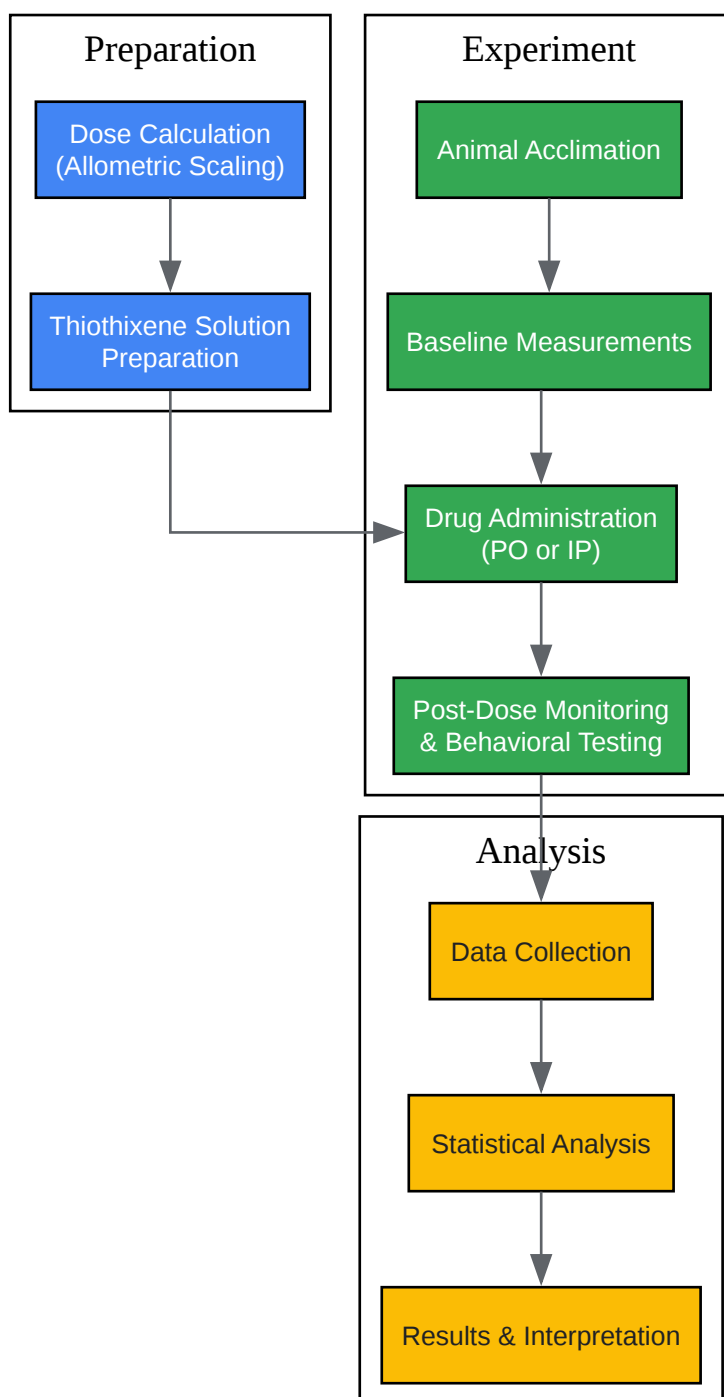 Preparation
Dose Calculation
(Allometric Scaling)
Thiothixene Solution
Preparation
Experiment
Animal Acclimation
Baseline Measurements
Drug Administration
(PO or IP)
Post-Dose Monitoring
& Behavioral Testing
Analysis
Data Collection
Statistical Analysis
Results & Interpretation